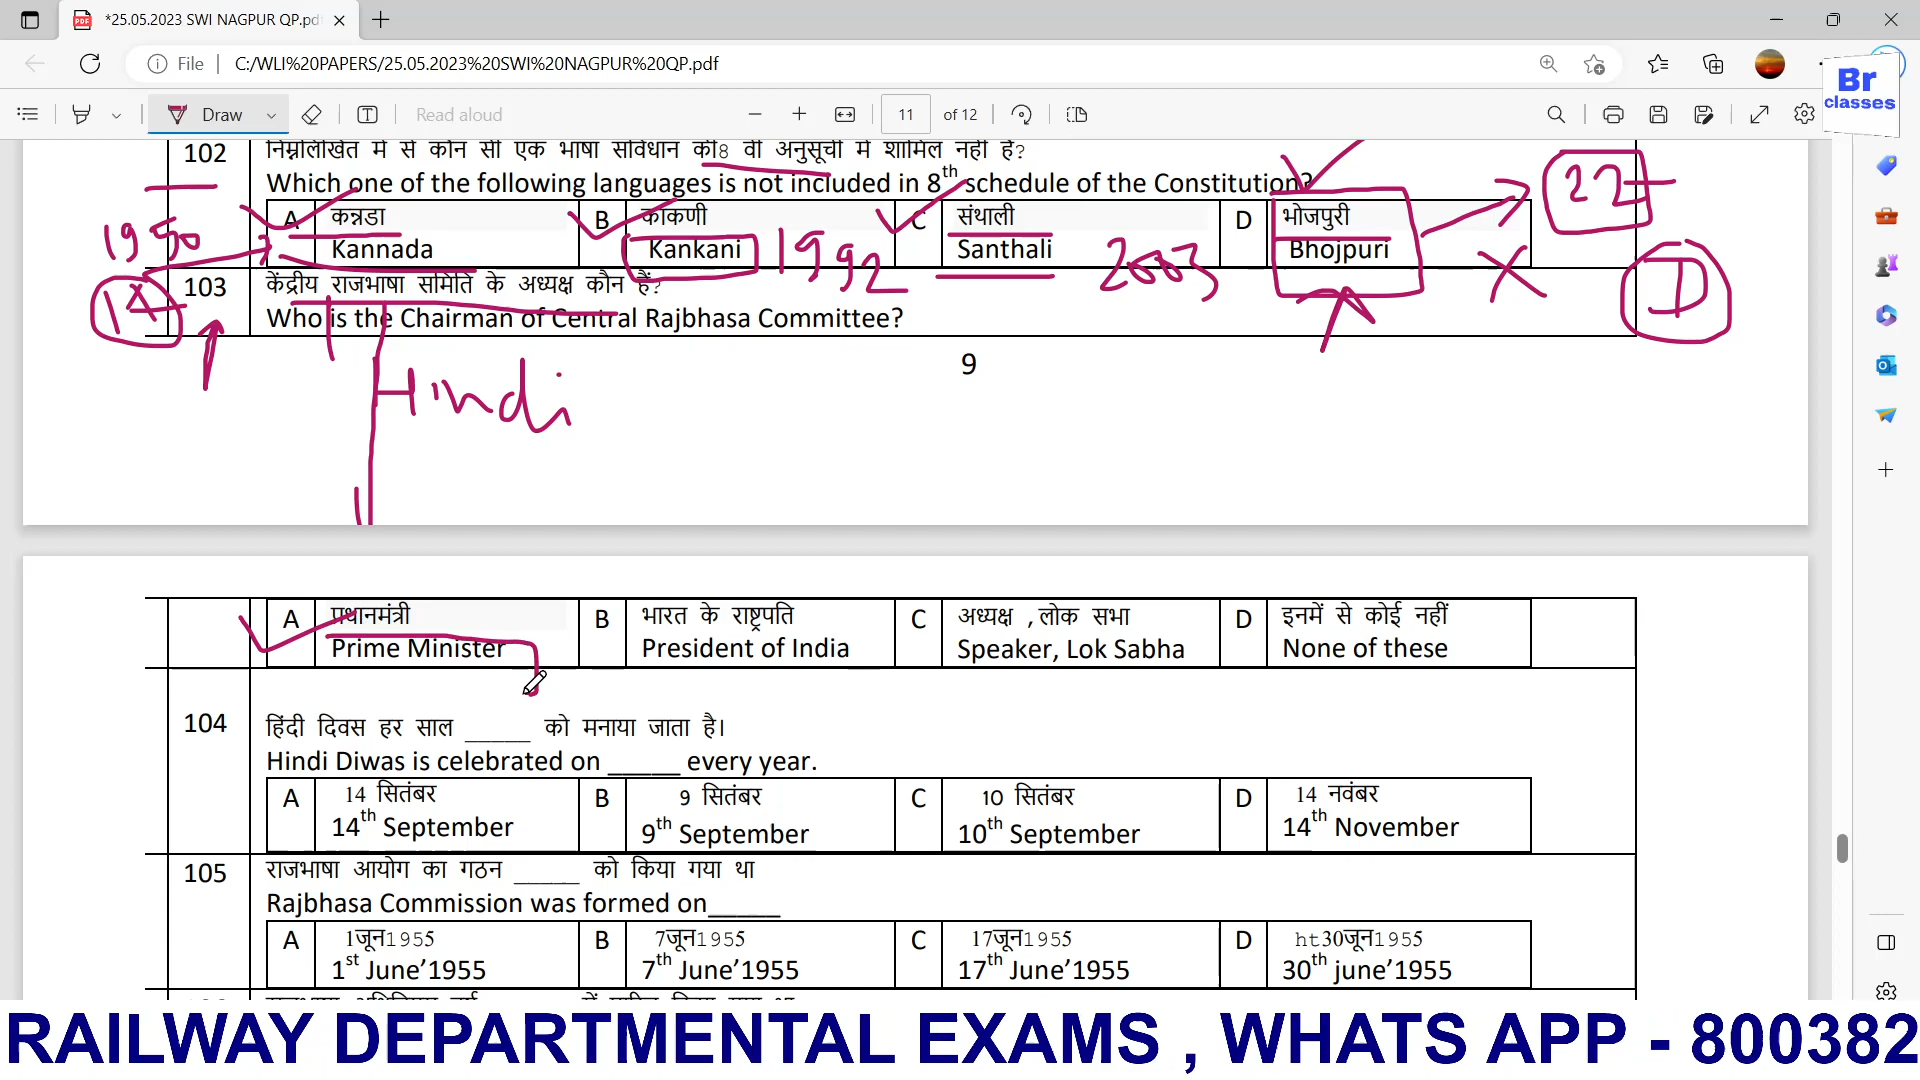 *25.05.2023 SWI NAGPUR QP.pdf
File | C:/WLI%20PAPERS/25.05.2023%20SWI%20NAGPUR%20QP.pdf
Br
classes
Draw
Read aloud
11 of 12
102 निम्नलिखित में से कौन सी एक भाषा संविधान की8 वीं अनुसूची में शामिल नहीं है?
Which one of the following languages is not included in 8th schedule of the Constitution?
22
A कन्नडा B कांकणी C संथाली D भोजपुरी
Kannada Kankani Santhali Bhojpuri
1950 1992 2003 X D
14
103 केंद्रीय राजभाषा समिति के अध्यक्ष कौन हैं?
Who is the Chairman of Central Rajbhasa Committee?
9
Hindi
A प्रधानमंत्री B भारत के राष्ट्रपति C अध्यक्ष ,लोक सभा D इनमें से कोई नहीं
Prime Minister President of India Speaker, Lok Sabha None of these
104 हिंदी दिवस हर साल _____ को मनाया जाता है।
Hindi Diwas is celebrated on _____ every year.
A 14 सितंबर B 9 सितंबर C 10 सितंबर D 14 नवंबर
14th September 9th September 10th September 14th November
105 राजभाषा आयोग का गठन _____ को किया गया था
Rajbhasa Commission was formed on_____
A 1जून1955 B 7जून1955 C 17जून1955 D ht30जून1955
1st June’1955 7th June’1955 17th June’1955 30th june’1955
RAILWAY DEPARTMENTAL EXAMS , WHATS APP - 800382